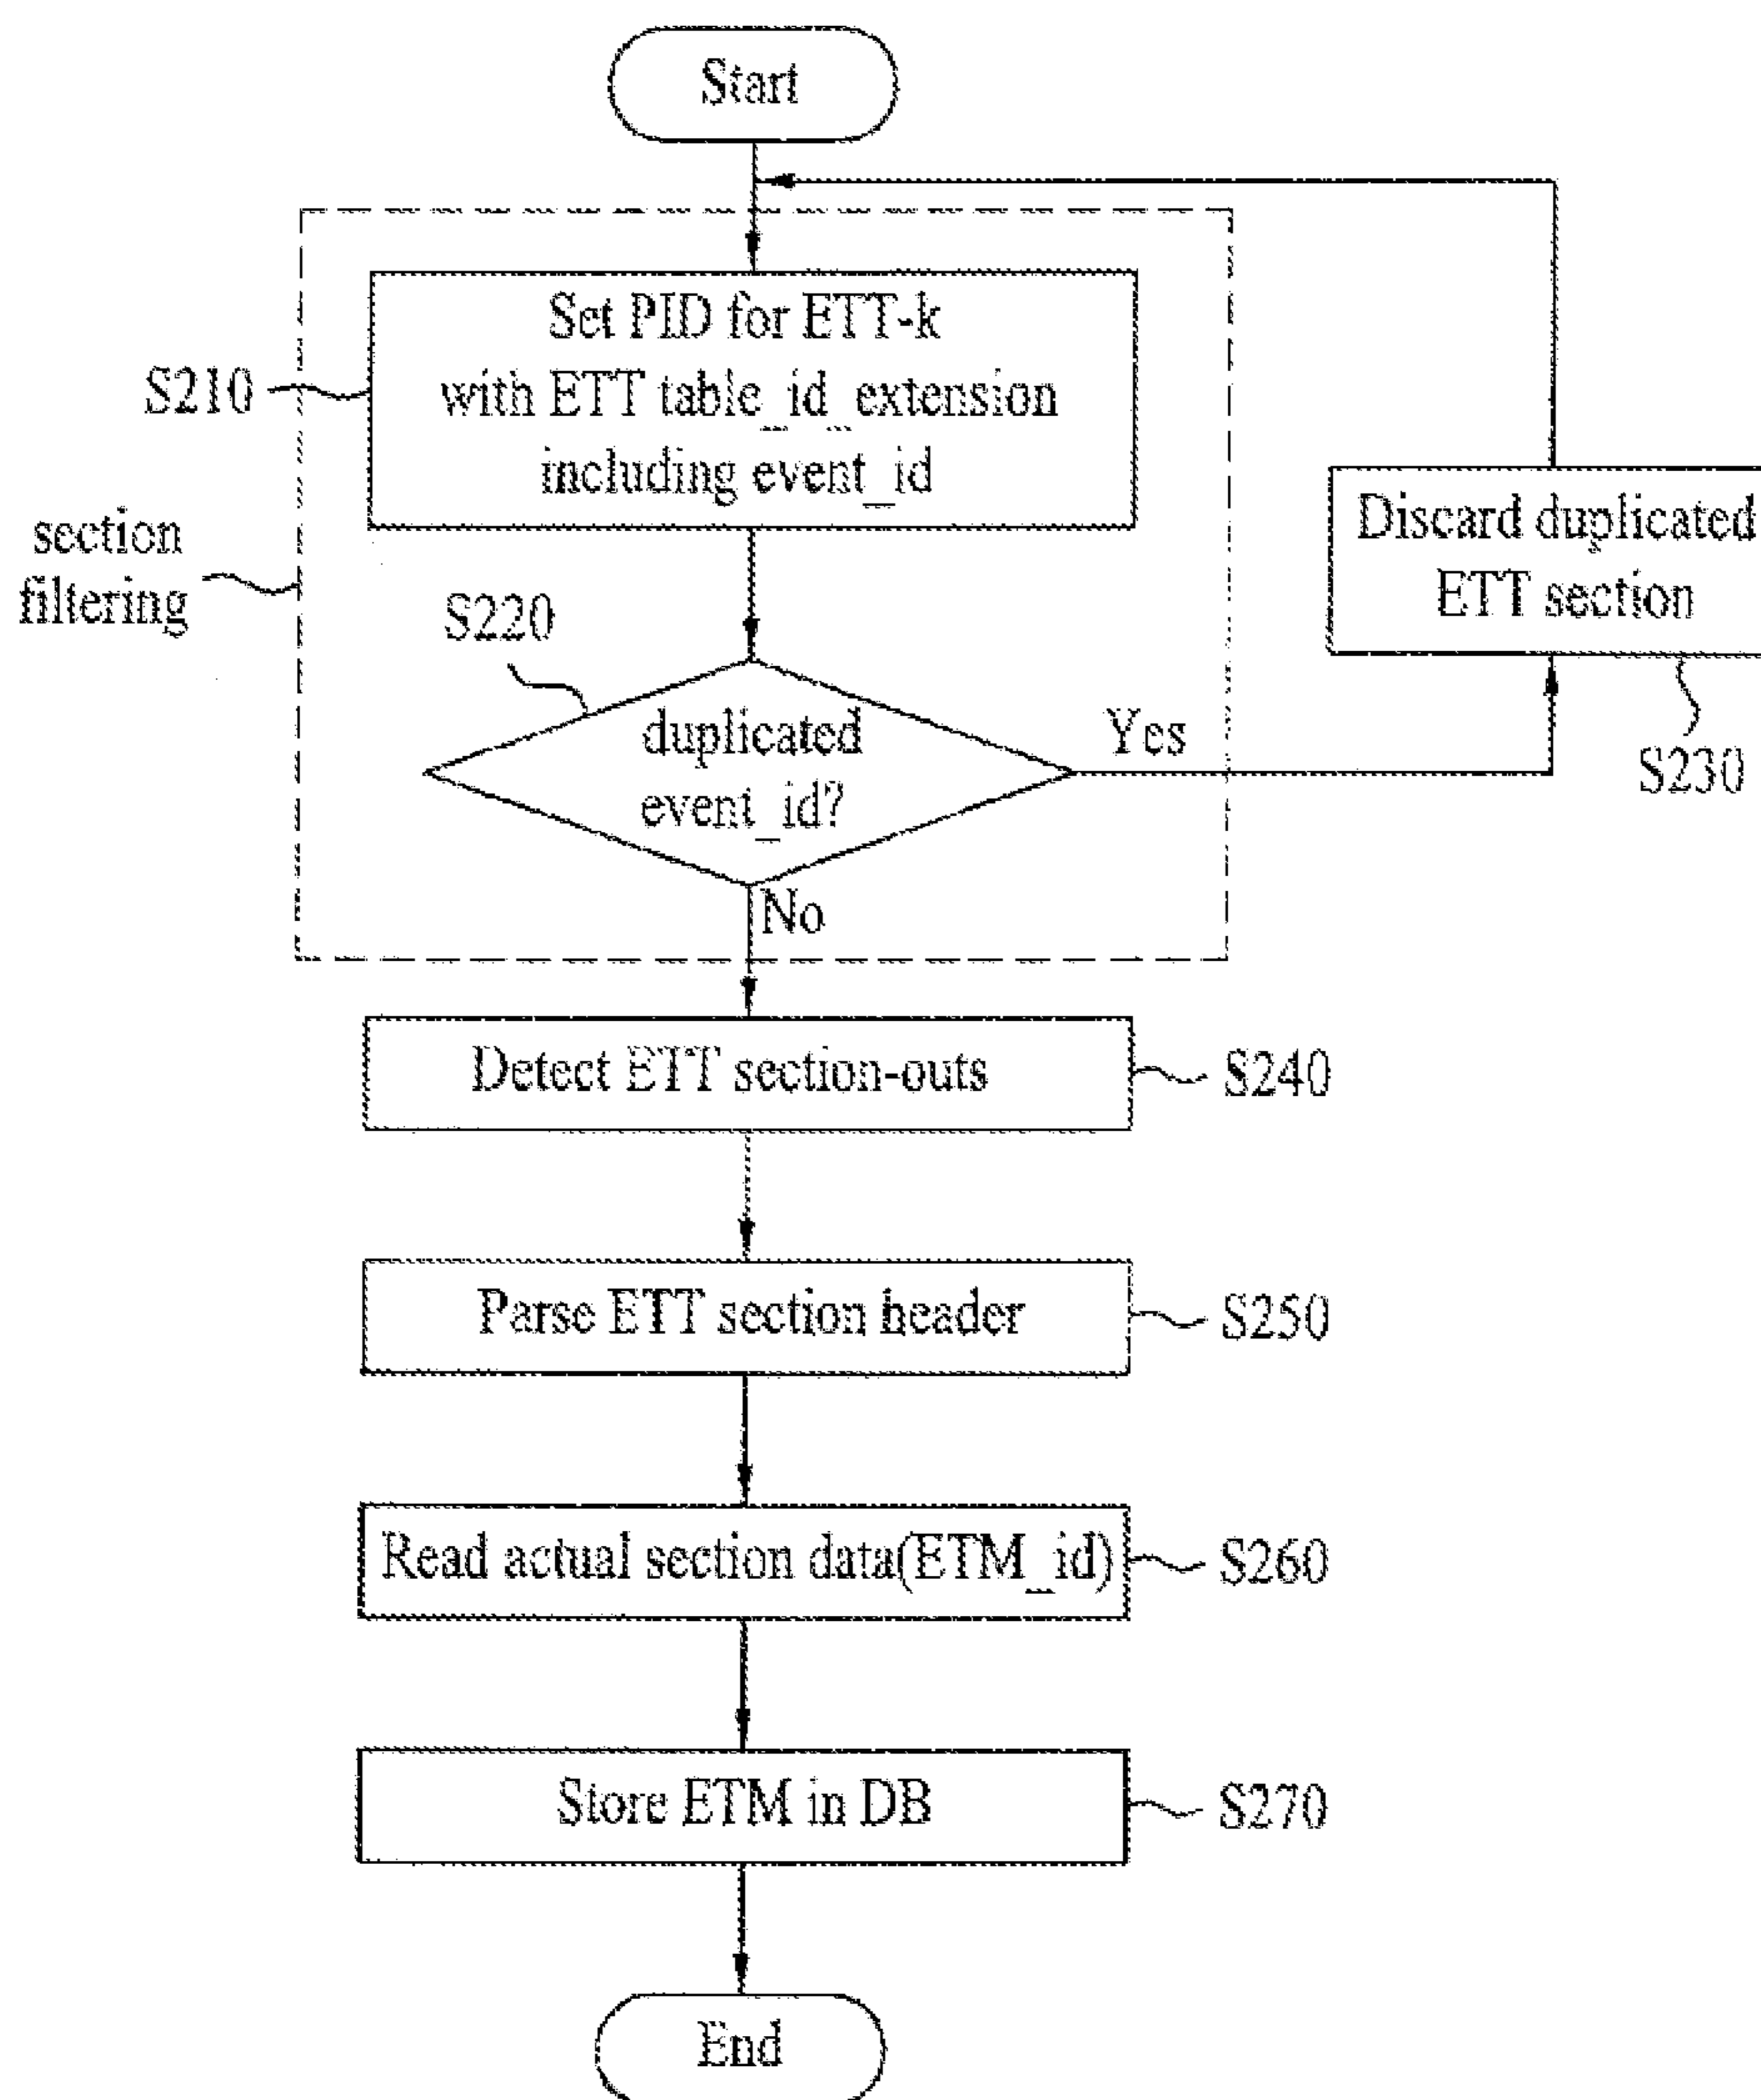 Start
Set PID for ETT-k
S210
with ETT table_id_extension
including event_id
section
filtering
Discard duplicated
ETT section
S220
duplicated
event_id?
Yes
S230
No
Detect ETT section-outs
S240
Parse ETT section header
S250
Read actual section data(ETM_id)
S260
Store ETM in DB
S270
End